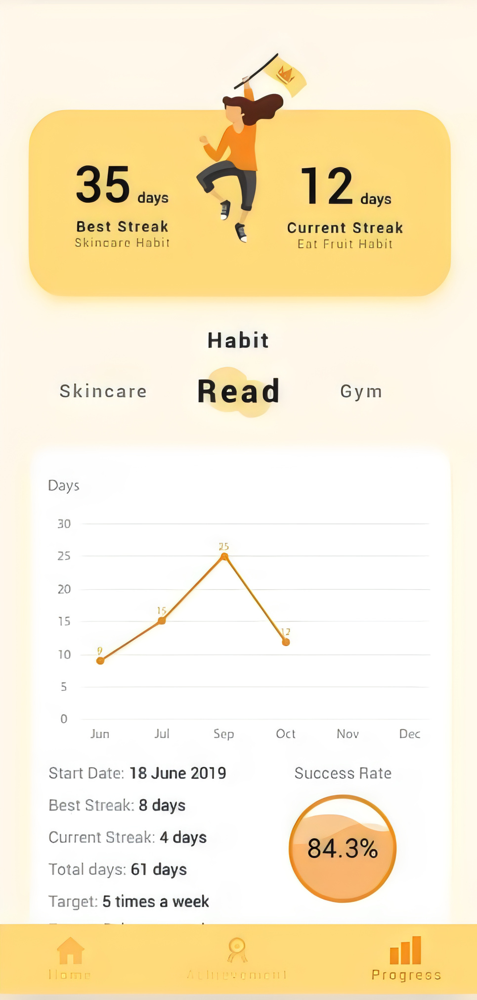 35 days
12 days
Best Streak
Current Streak
Skincare Habit
Eat Fruit Habit
Habit
Skincare
Read
Gym
Days
30
25
20
15
10
5
0
9
15
25
12
Jun Jul Sep Oct Nov Dec
Start Date: 18 June 2019
Success Rate
Best Streak: 8 days
Current Streak: 4 days
84.3%
Total days: 61 days
Target: 5 times a week
Home
Achievement
Progress